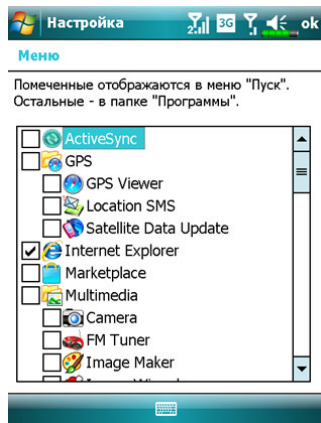 Настройка 2. 3G ok
Меню
Помеченные отображаются в меню "Пуск".
Остальные - в папке "Программы".
ActiveSync
GPS
GPS Viewer
Location SMS
Satellite Data Update
Internet Explorer
Marketplace
Multimedia
Camera
FM Tuner
Image Maker